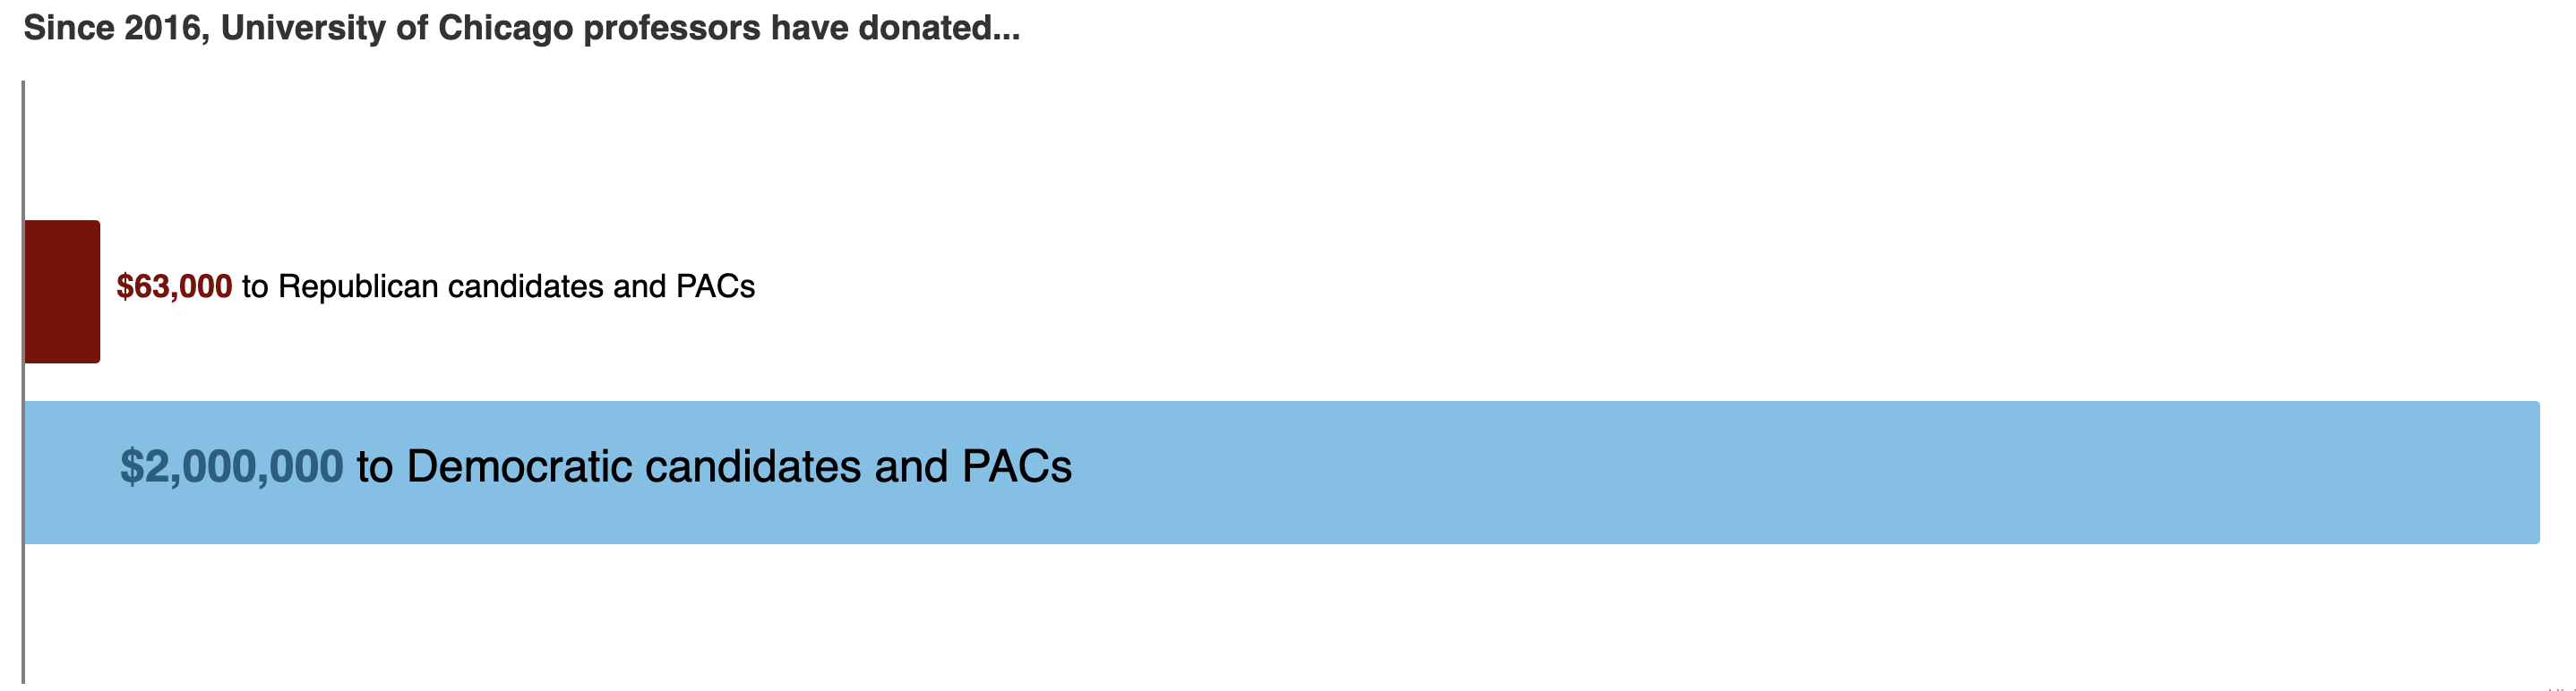 Since 2016, University of Chicago professors have donated...
$63,000 to Republican candidates and PACs
$2,000,000 to Democratic candidates and PACs